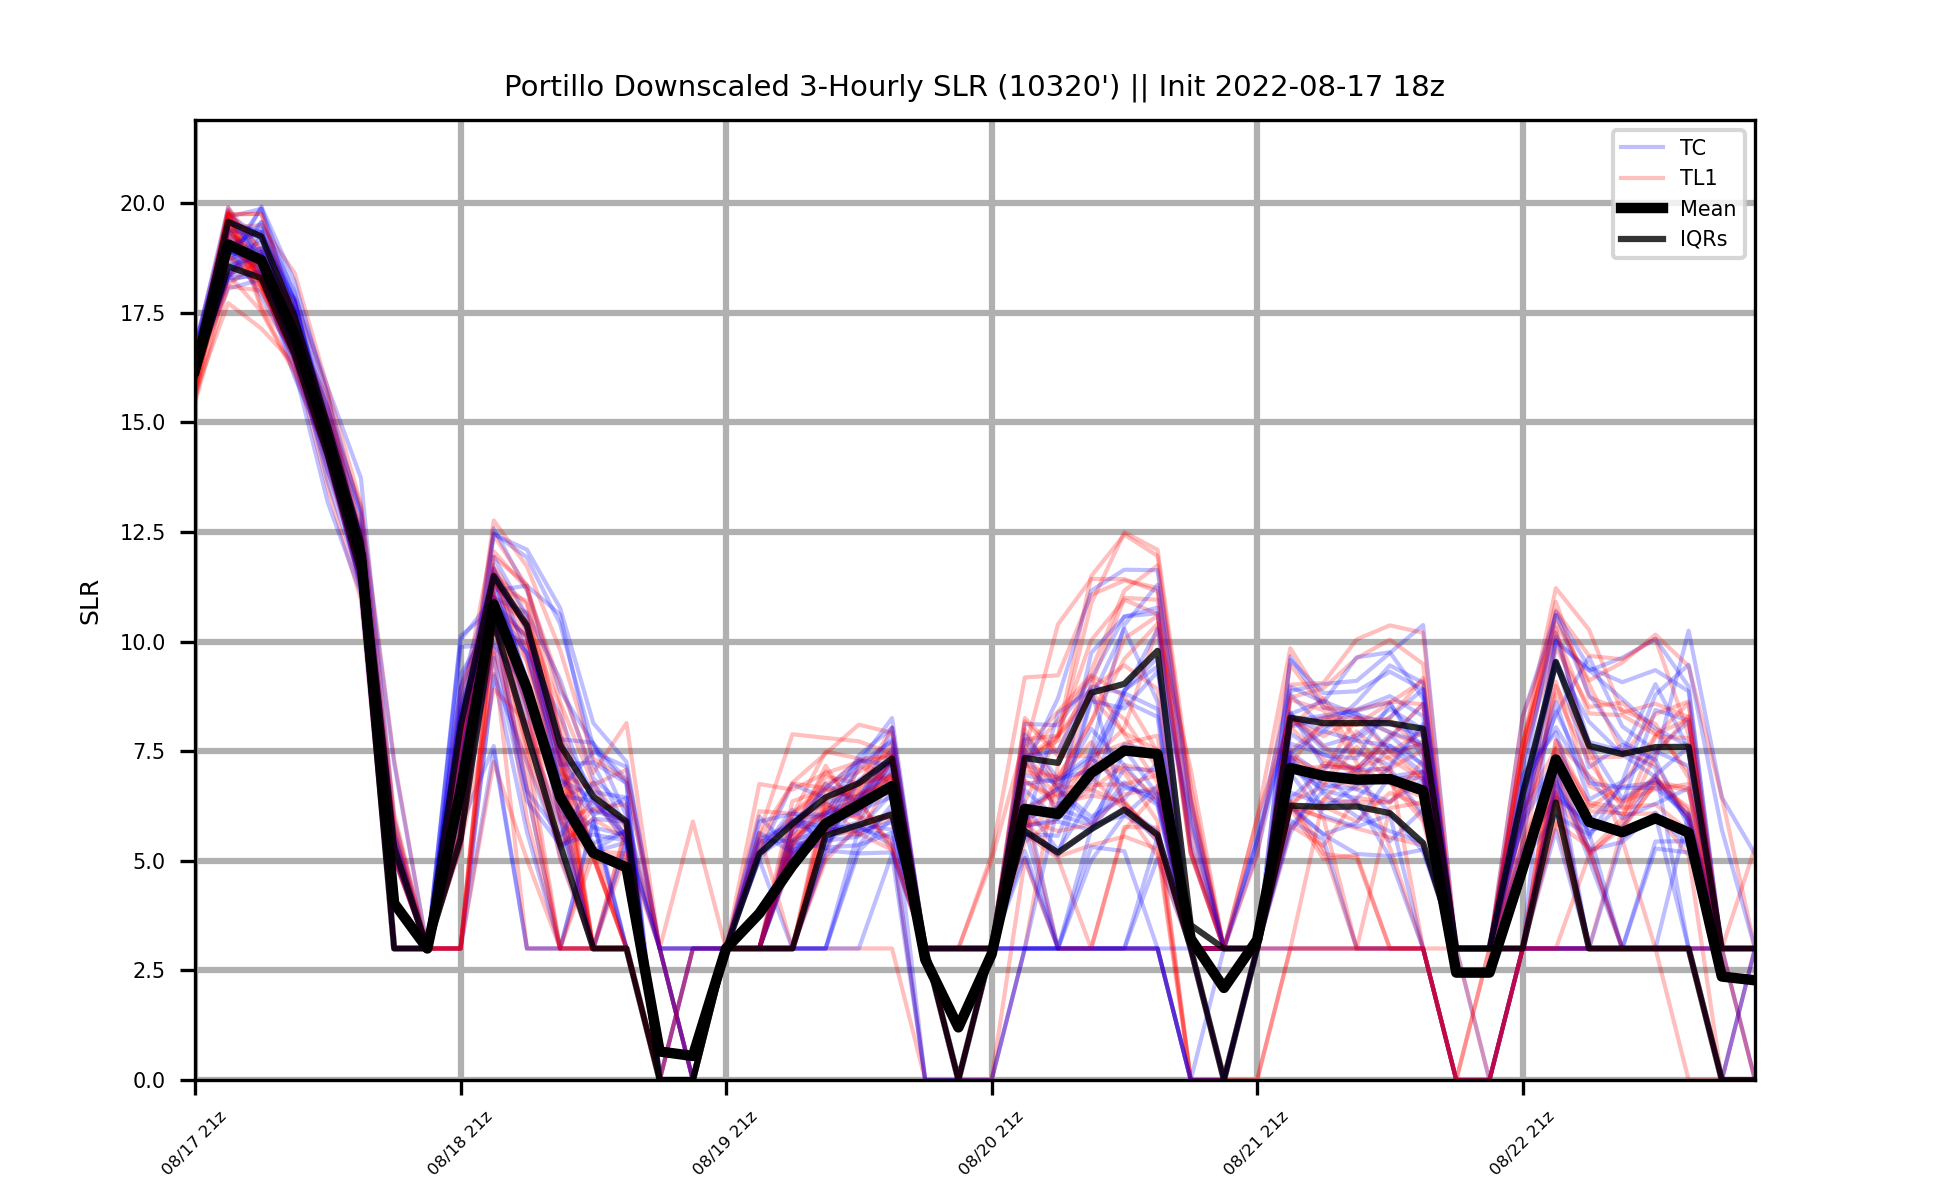 Portillo Downscaled 3-Hourly SLR (10320') || Init 2022-08-17 18z
TC
TL1
Mean
IQRs
SLR
20.0
17.5
15.0
12.5
10.0
7.5
5.0
2.5
0.0
08/17 21z
08/18 21z
08/19 21z
08/20 21z
08/21 21z
08/22 21z